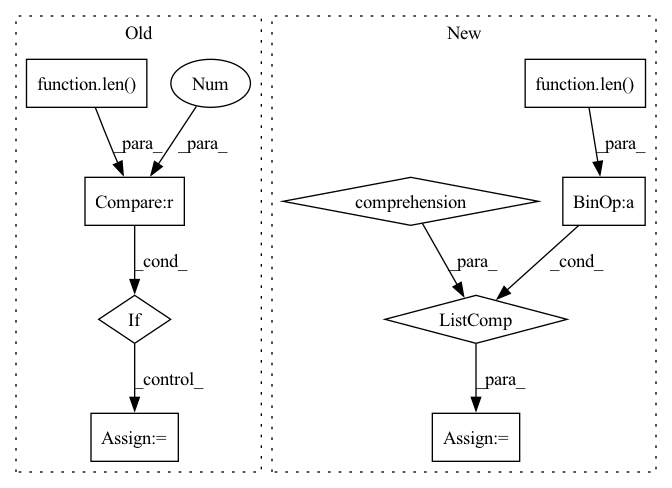 Old
New
function.len()
Num
function.len()
_para_
_para_
_para_
Compare:r
comprehension
BinOp:a
_cond_
_para_
_cond_
If
ListComp
_control_
_para_
Assign:=
Assign:=